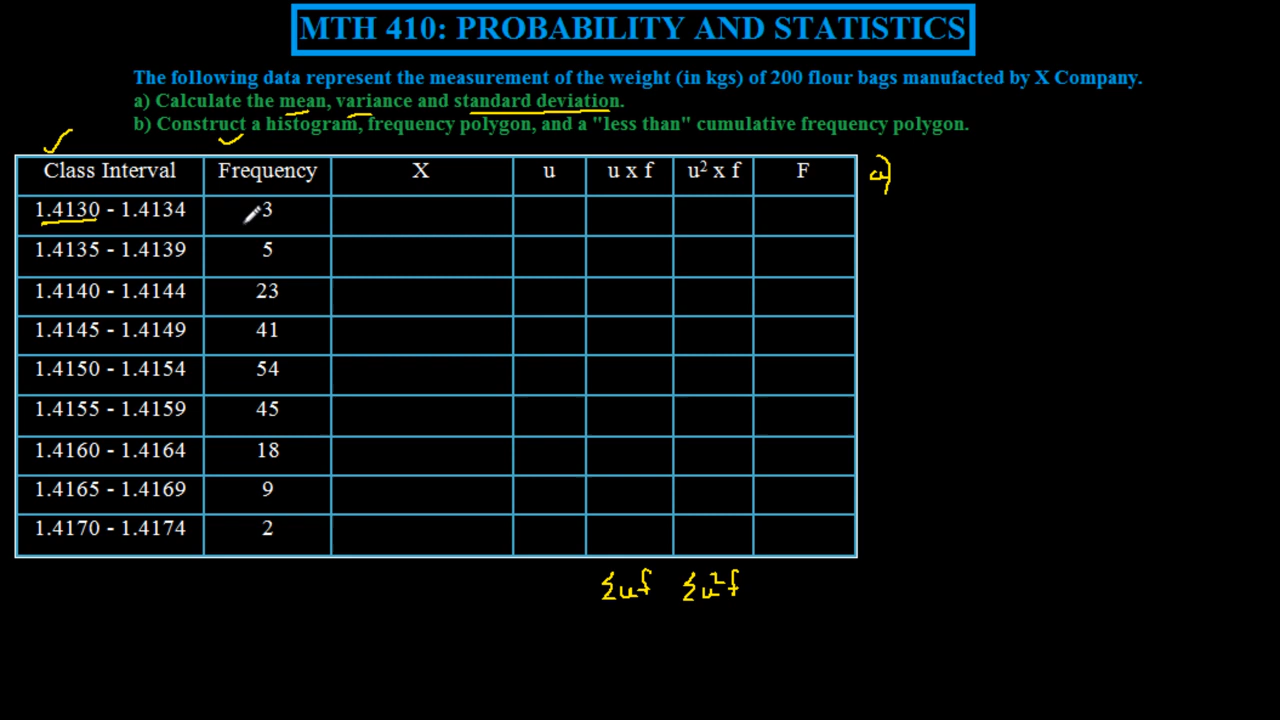 MTH 410: PROBABILITY AND STATISTICS
The following data represent the measurement of the weight (in kgs) of 200 flour bags manufacted by X Company.
a) Calculate the mean, variance and standard deviation.
b) Construct a histogram, frequency polygon, and a "less than" cumulative frequency polygon.
Class Interval Frequency X u u x f u² x f F a)
1.4130 - 1.4134 3
1.4135 - 1.4139 5
1.4140 - 1.4144 23
1.4145 - 1.4149 41
1.4150 - 1.4154 54
1.4155 - 1.4159 45
1.4160 - 1.4164 18
1.4165 - 1.4169 9
1.4170 - 1.4174 2
Σuf Σu²f